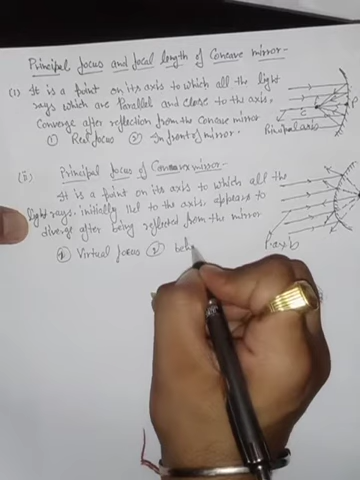 Principal focus and focal length of Concave mirror-
(i) It is a point on its axis to which all the light
rays which are Parallel and close to the axis,
Converge after reflection from the Concave mirror
① Real focus ② In front of mirror.
C
Principal axis
(ii) Principal focus of Convex mirror-
It is a point on its axis to which all the
light rays initially llel to the axis, appears to
diverge after being reflected from the mirror
① Virtual focus ② beh
P-axis